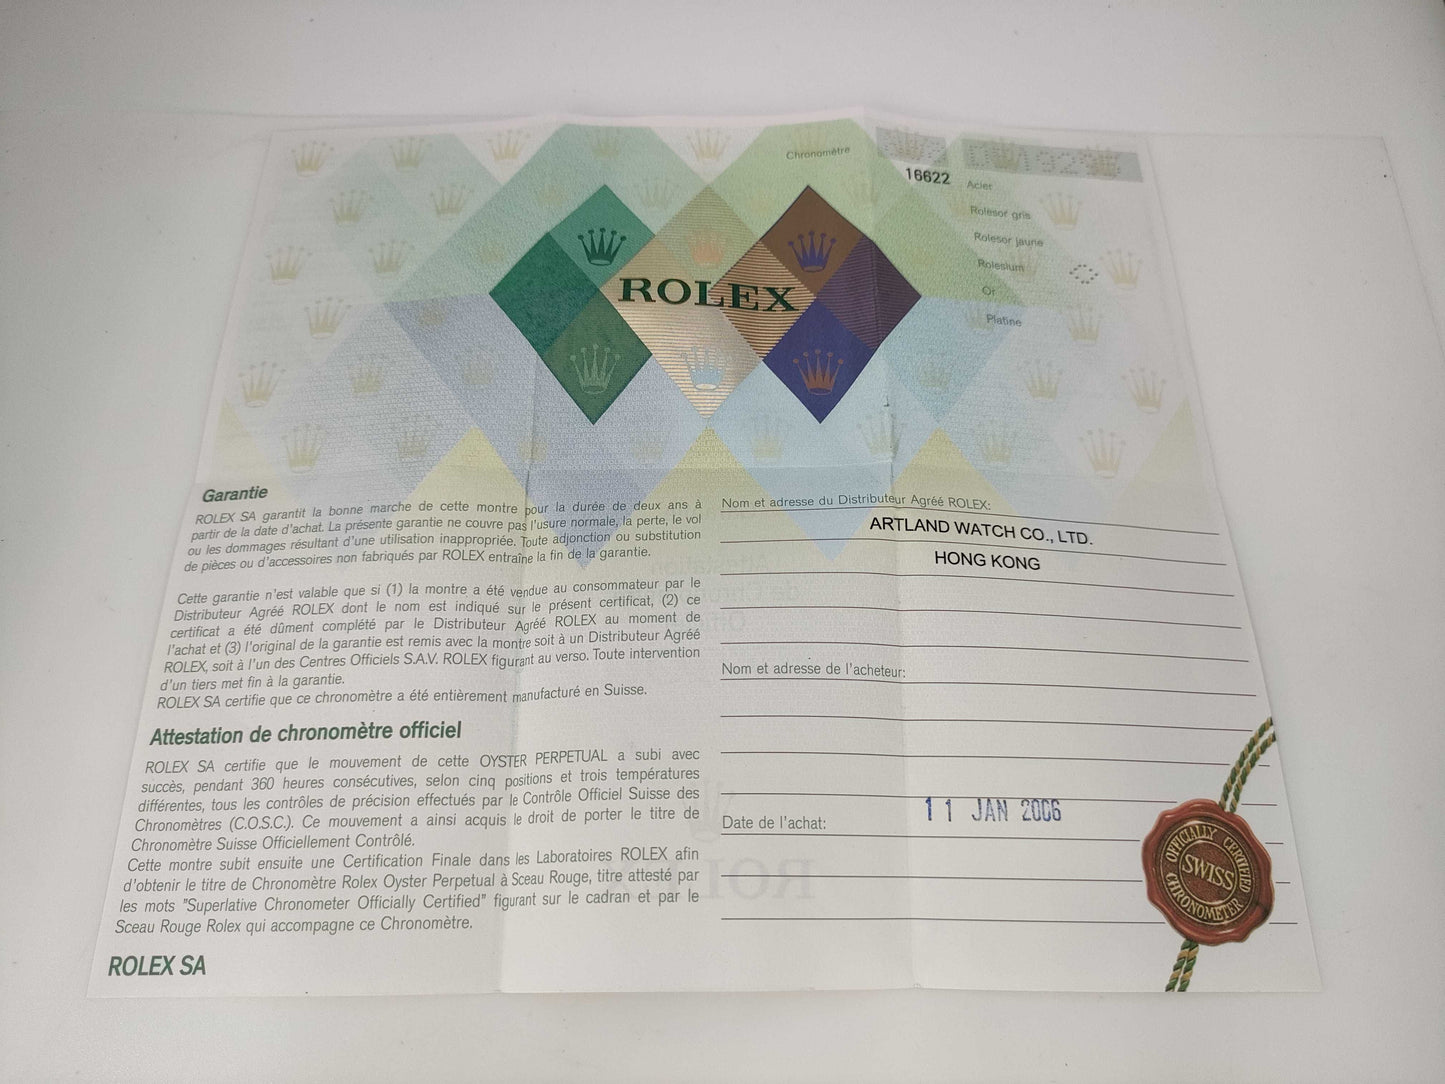 Chronomètre
16622
Acier
Rolesor gris
Rolesor jaune
Rolesium
Or
Platine
ROLEX
Garantie
ROLEX SA garantit la bonne marche de cette montre pour la durée de deux ans à
partir de la date d'achat. La présente garantie ne couvre pas l'usure normale, la perte, le vol
ou les dommages résultant d'une utilisation inappropriée. Toute adjonction ou substitution
de pièces ou d'accessoires non fabriqués par ROLEX entraîne la fin de la garantie.
Cette garantie n'est valable que si (1) la montre a été vendue au consommateur par le
Distributeur Agréé ROLEX dont le nom est indiqué sur le présent certificat, (2) ce
certificat a été dûment complété par le Distributeur Agréé ROLEX au moment de
l'achat et (3) l'original de la garantie est remis avec la montre soit à un Distributeur Agréé
ROLEX, soit à l'un des Centres Officiels S.A.V. ROLEX figurant au verso. Toute intervention
d'un tiers met fin à la garantie.
ROLEX SA certifie que ce chronomètre a été entièrement manufacturé en Suisse.
Attestation de chronomètre officiel
ROLEX SA certifie que le mouvement de cette OYSTER PERPETUAL a subi avec
succès, pendant 360 heures consécutives, selon cinq positions et trois températures
différentes, tous les contrôles de précision effectués par le Contrôle Officiel Suisse des
Chronomètres (C.O.S.C.). Ce mouvement a ainsi acquis le droit de porter le titre de
Chronomètre Suisse Officiellement Contrôlé.
Cette montre subit ensuite une Certification Finale dans les Laboratoires ROLEX afin
d'obtenir le titre de Chronomètre Rolex Oyster Perpetual à Sceau Rouge, titre attesté par
les mots "Superlative Chronometer Officially Certified" figurant sur le cadran et par le
Sceau Rouge Rolex qui accompagne ce Chronomètre.
ROLEX SA
Nom et adresse du Distributeur Agréé ROLEX:
ARTLAND WATCH CO., LTD.
HONG KONG
Nom et adresse de l'acheteur:
Date de l'achat:
11 JAN 2006
OFFICIALLY CERTIFIED
SWISS
CHRONOMETER